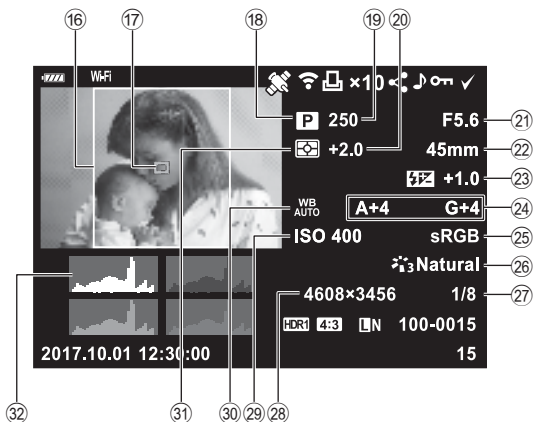 ⑯ ⑰ ⑱ ⑲ ⑳
Wi-Fi ×10
P 250 F5.6 ㉑
+2.0 45mm ㉒
+1.0 ㉓
WB AUTO A+4 G+4 ㉔
ISO 400 sRGB ㉕
3 Natural ㉖
4608×3456 1/8 ㉗
HDR1 4:3 LN 100-0015
2017.10.01 12:30:00 15
㉜ ㉛ ㉚ ㉙ ㉘